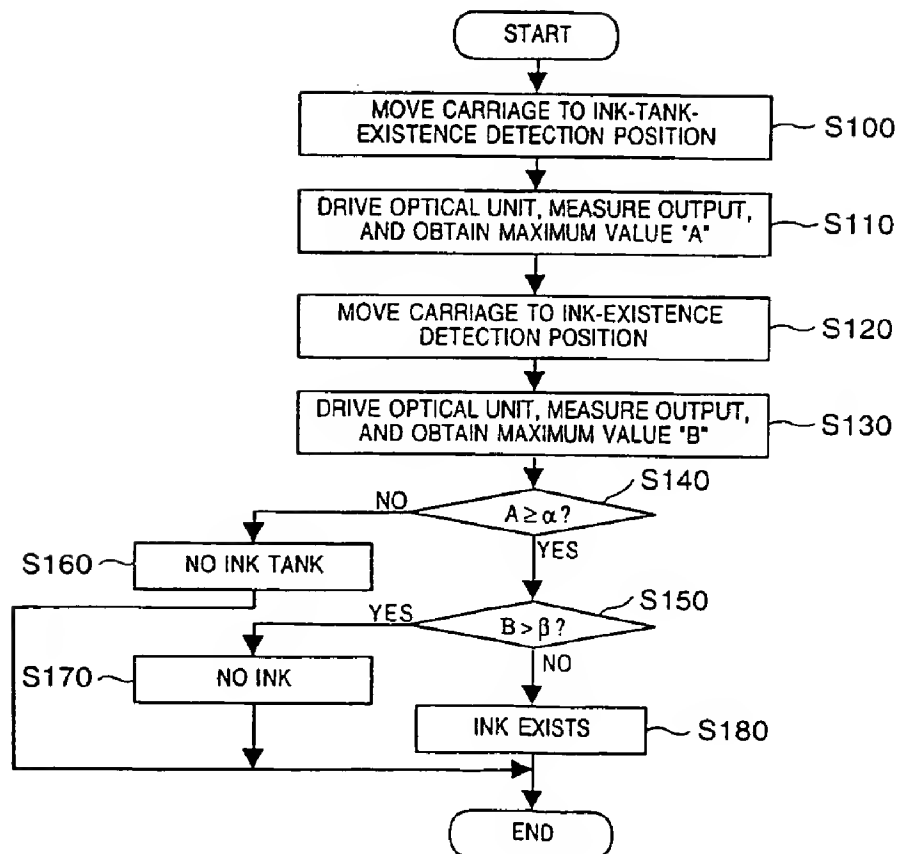 START
MOVE CARRIAGE TO INK-TANK-
EXISTENCE DETECTION POSITION
S100
DRIVE OPTICAL UNIT, MEASURE OUTPUT,
AND OBTAIN MAXIMUM VALUE "A"
S110
MOVE CARRIAGE TO INK-EXISTENCE
DETECTION POSITION
S120
DRIVE OPTICAL UNIT, MEASURE OUTPUT,
AND OBTAIN MAXIMUM VALUE "B"
S130
S140
NO
A ≥ α?
YES
S160
NO INK TANK
S150
YES
B > β?
NO
S170
NO INK
INK EXISTS
S180
END